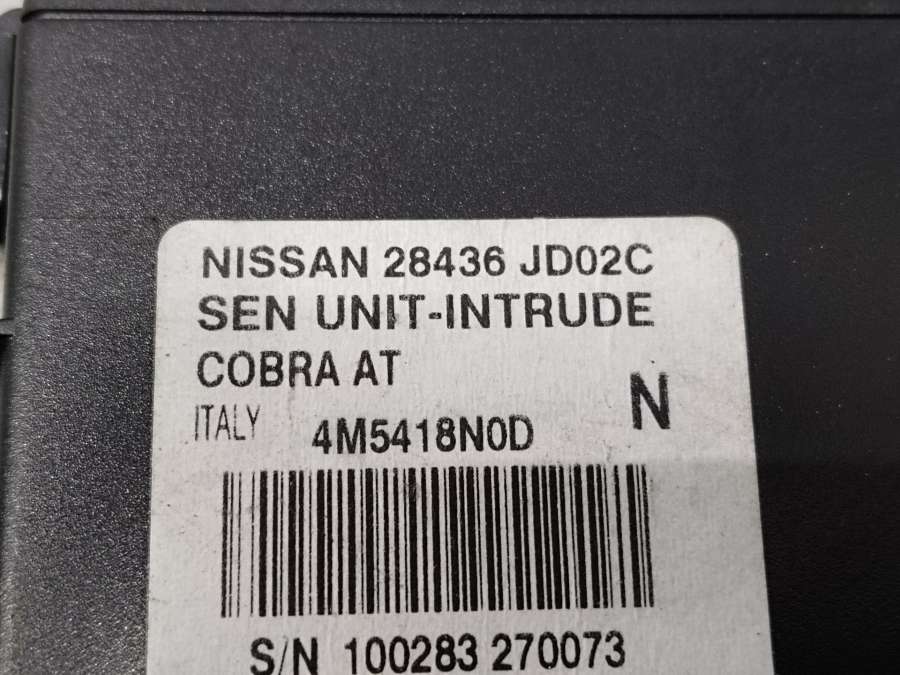 NISSAN 28436 JD02C
SEN UNIT-INTRUDE
COBRA AT
N
ITALY 4M5418N0D
S/N 100283 270073